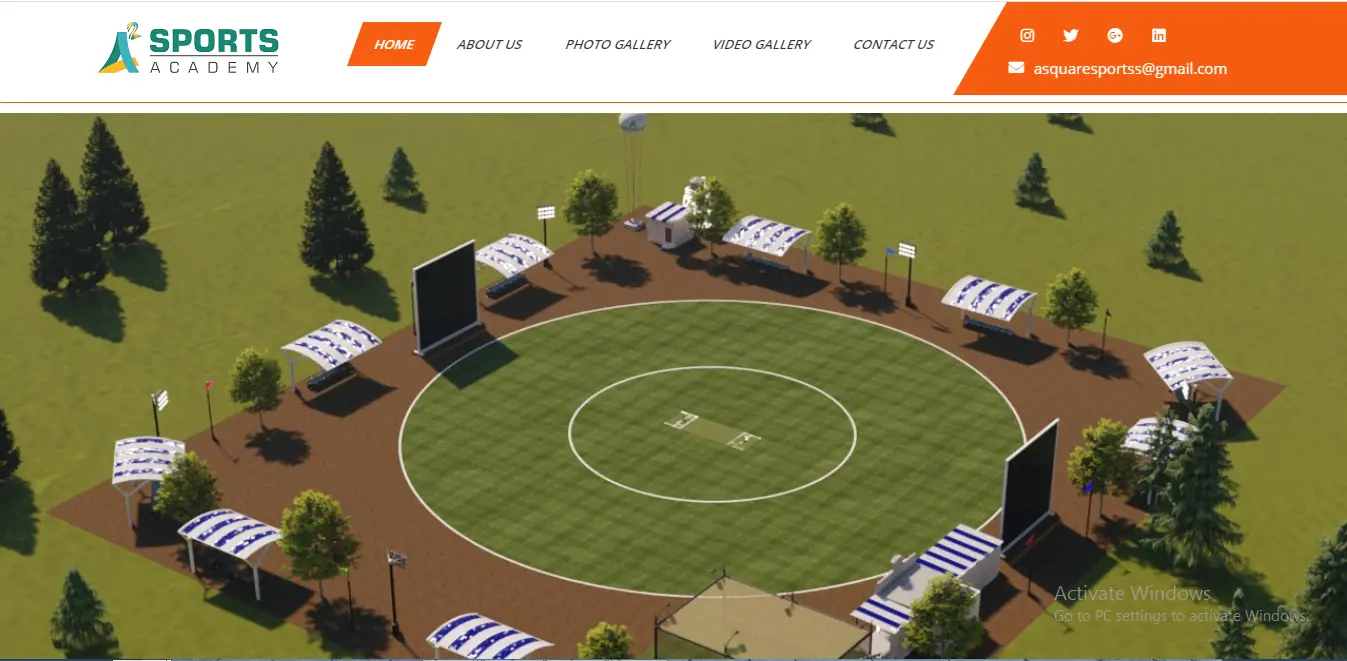 SPORTS
ACADEMY
HOME
ABOUT US
PHOTO GALLERY
VIDEO GALLERY
CONTACT US
asquaresportss@gmail.com
Activate Windows
Go to PC settings to activate Windows.